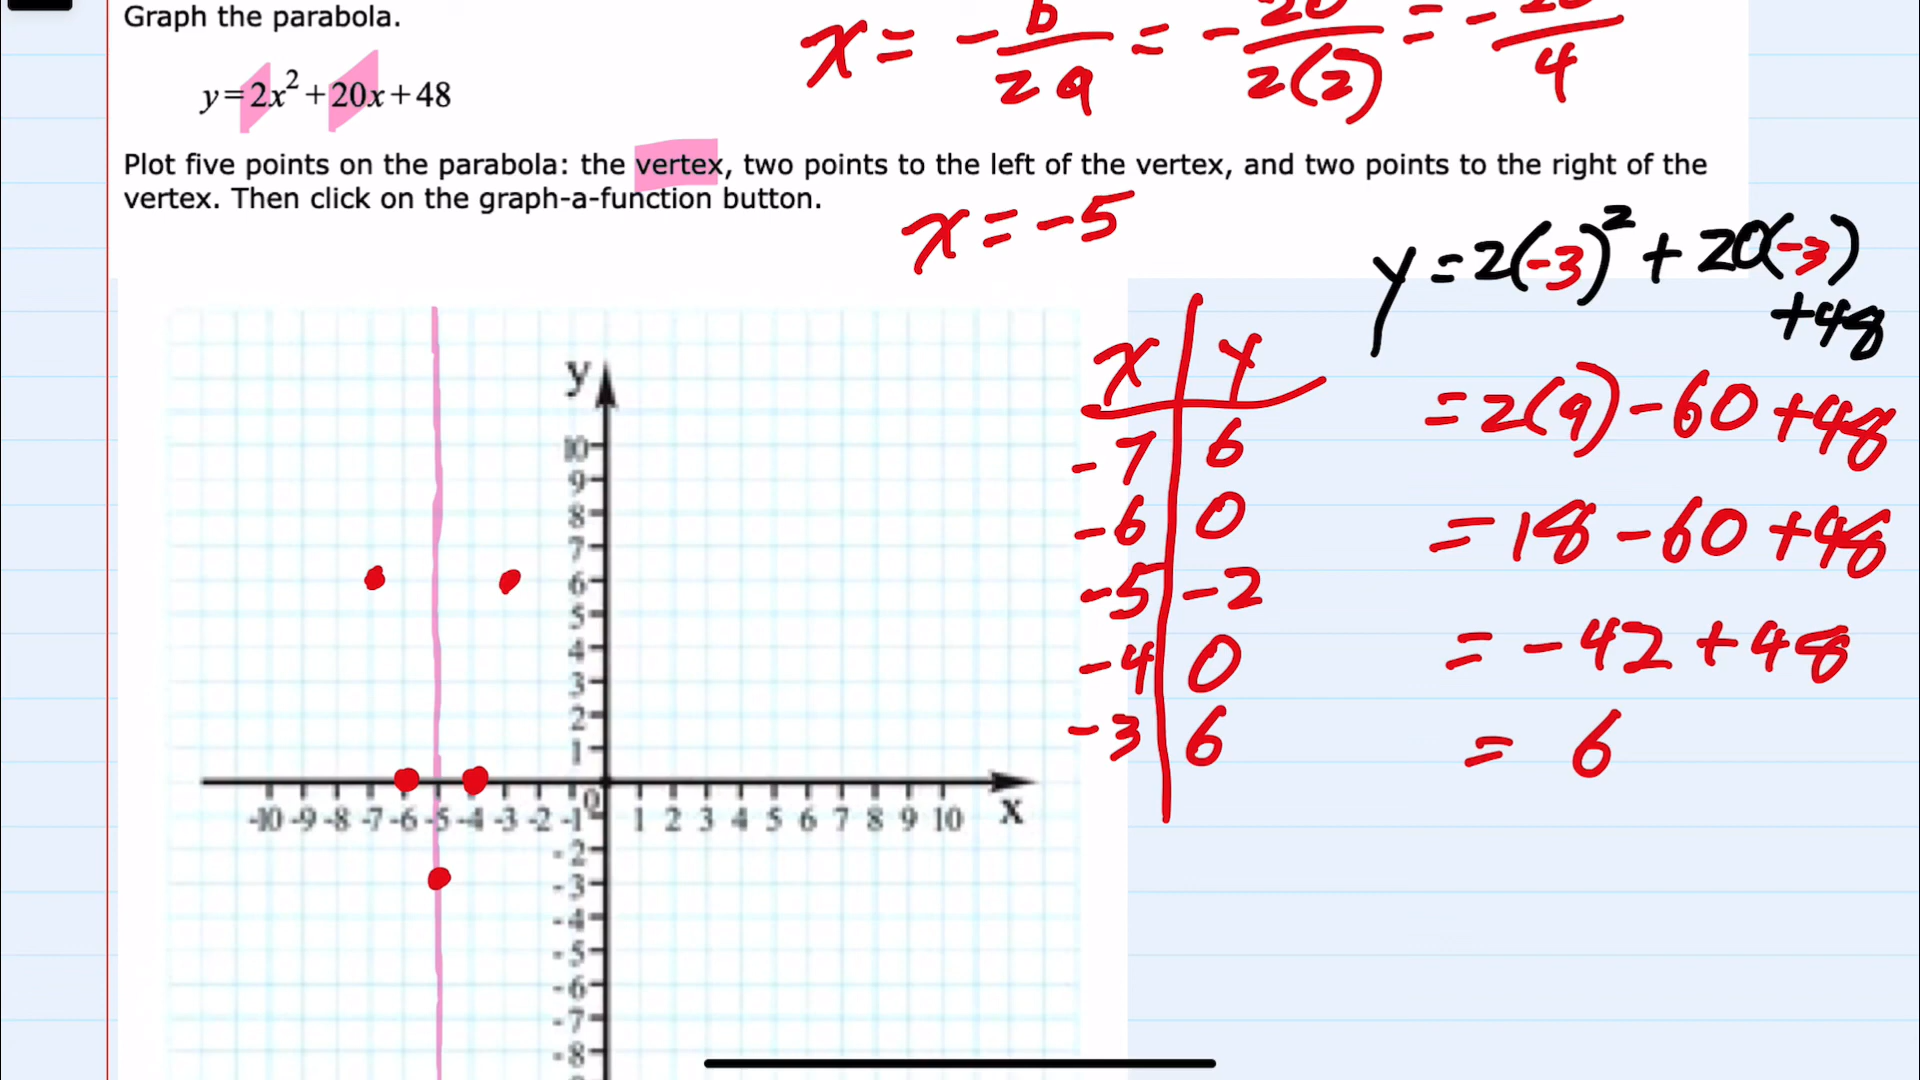 Graph the parabola.
y=2x²+20x+48
x = -b/2a = -20/2(2) = -20/4
Plot five points on the parabola: the vertex, two points to the left of the vertex, and two points to the right of the
vertex. Then click on the graph-a-function button.
x = -5
y = 2(-3)² + 20(-3)
+48
= 2(9) - 60 + 48
= 18 - 60 + 48
= -42 + 48
= 6
x y
-7 6
-6 0
-5 -2
-4 0
-3 6
y
10
9
8
7
6
5
4
3
2
1
0
-10 -9 -8 -7 -6 -5 -4 -3 -2 -1 1 2 3 4 5 6 7 8 9 10
x
-2
-3
-4
-5
-6
-7
-8